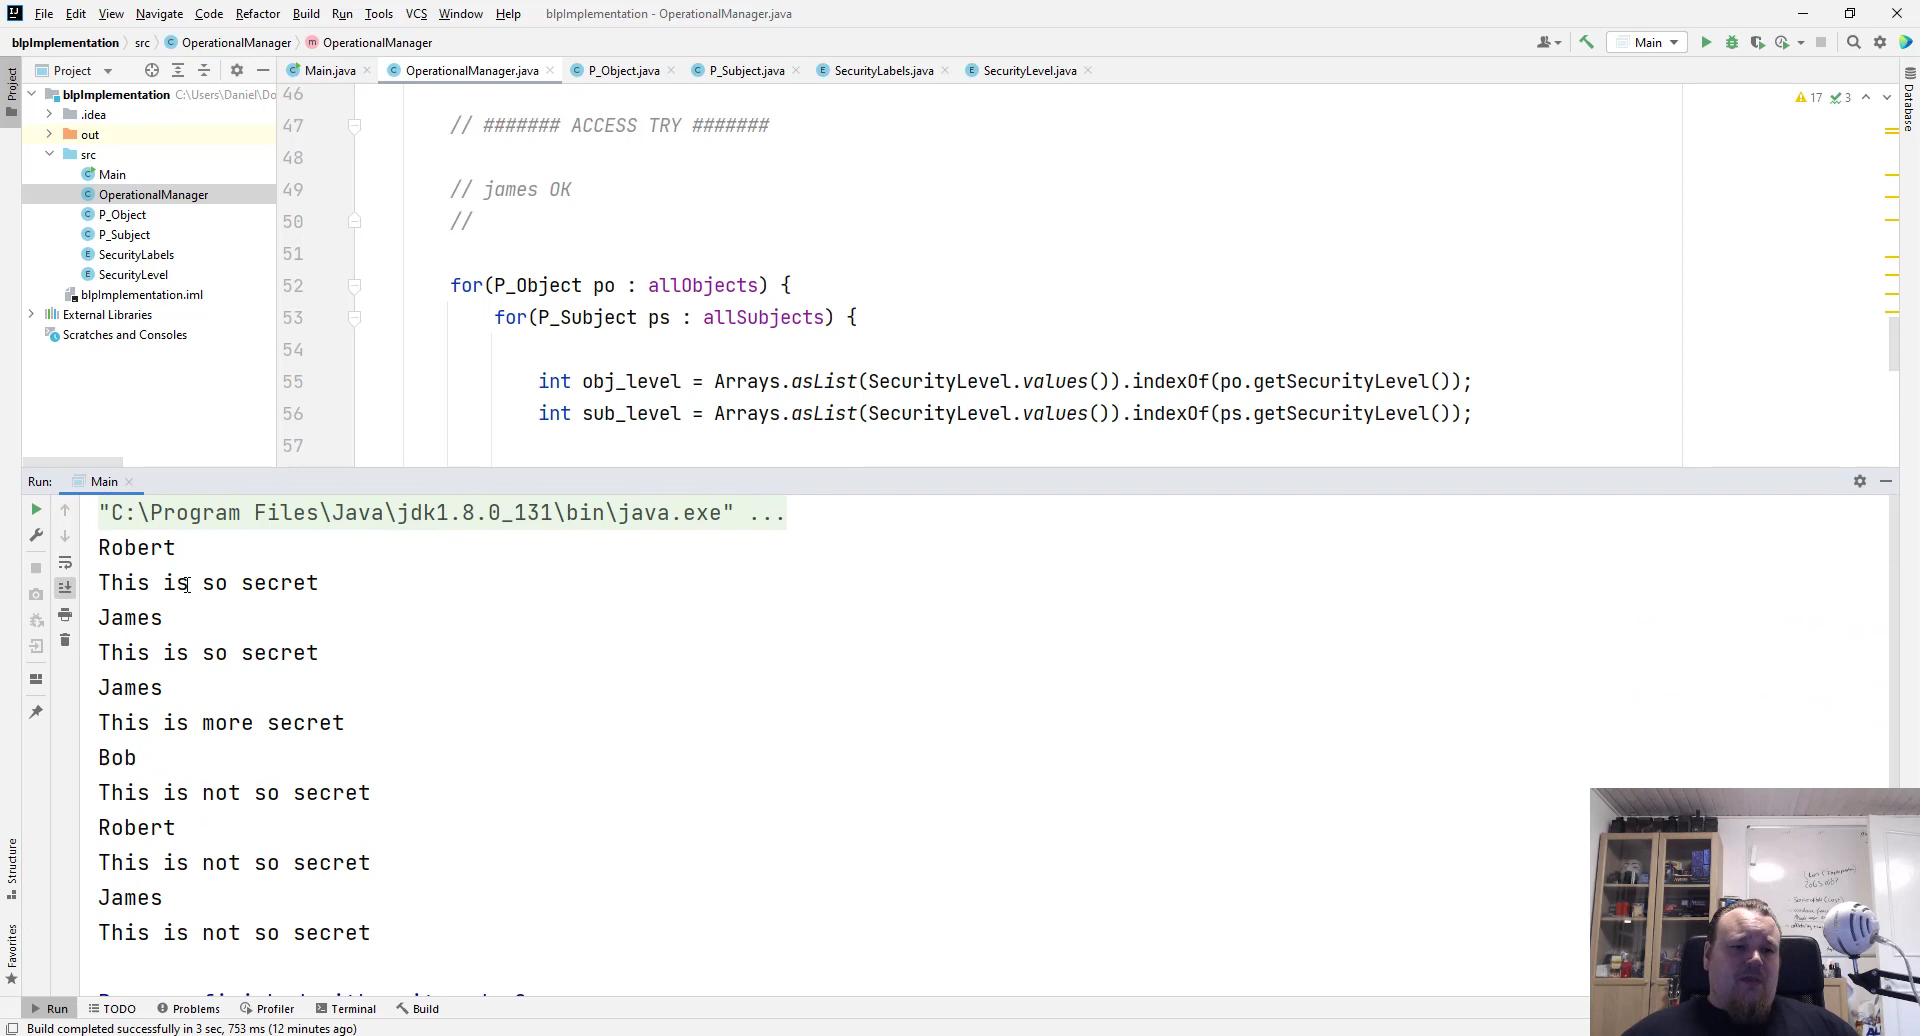 File Edit View Navigate Code Refactor Build Run Tools VCS Window Help blpImplementation - OperationalManager.java
blpImplementation src OperationalManager OperationalManager Main
Project Main.java OperationalManager.java P_Object.java P_Subject.java SecurityLabels.java SecurityLevel.java
Project
Database
blpImplementation C:\Users\Daniel\Do
.idea
out
src
Main
OperationalManager
P_Object
P_Subject
SecurityLabels
SecurityLevel
blpImplementation.iml
External Libraries
Scratches and Consoles
17 3
46
47 // ####### ACCESS TRY #######
48
49 // james OK
50 //
51
52 for(P_Object po : allObjects) {
53 for(P_Subject ps : allSubjects) {
54
55 int obj_level = Arrays.asList(SecurityLevel.values()).indexOf(po.getSecurityLevel());
56 int sub_level = Arrays.asList(SecurityLevel.values()).indexOf(ps.getSecurityLevel());
57
Run: Main
"C:\Program Files\Java\jdk1.8.0_131\bin\java.exe" ...
Robert
This is so secret
James
This is so secret
James
This is more secret
Bob
This is not so secret
Robert
This is not so secret
James
This is not so secret
Structure
Favorites
Run TODO Problems Profiler Terminal Build
Build completed successfully in 3 sec, 753 ms (12 minutes ago)